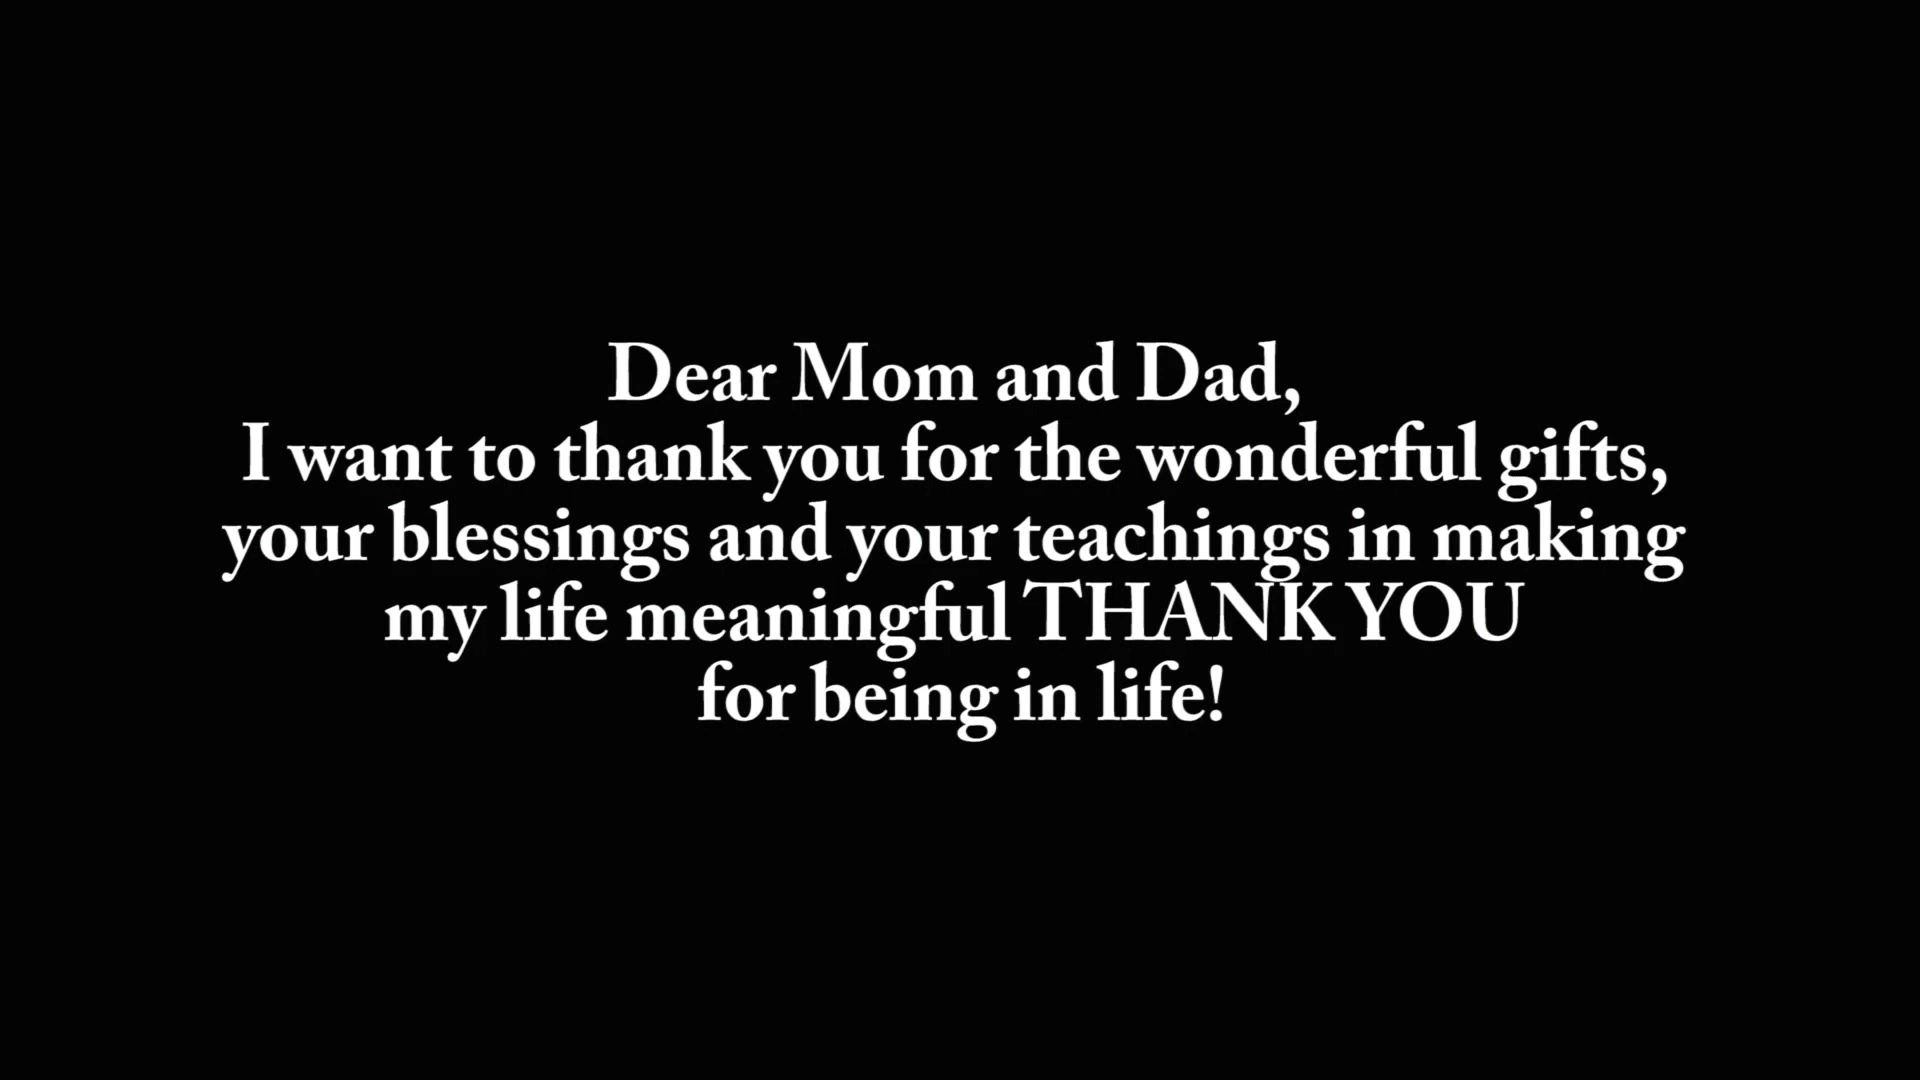 Dear Mom and Dad,
I want to thank you for the wonderful gifts,
your blessings and your teachings in making
my life meaningful THANK YOU
for being in life!